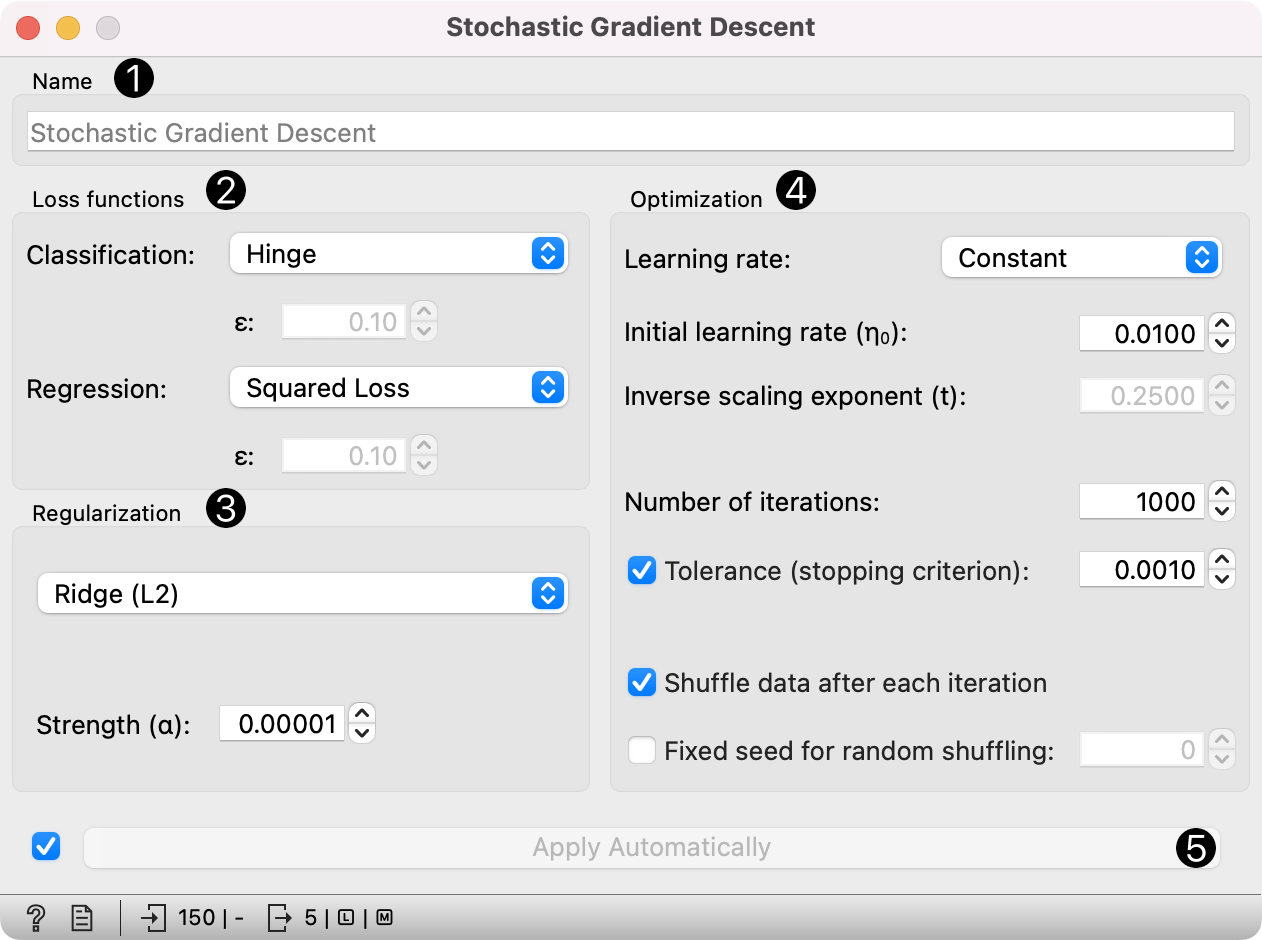 Stochastic Gradient Descent
Name 1
Stochastic Gradient Descent
Loss functions 2
Classification: Hinge
ε: 0.10
Regression: Squared Loss
ε: 0.10
Regularization 3
Ridge (L2)
Strength (α): 0.00001
Optimization 4
Learning rate: Constant
Initial learning rate (η₀): 0.0100
Inverse scaling exponent (t): 0.2500
Number of iterations: 1000
Tolerance (stopping criterion): 0.0010
Shuffle data after each iteration
Fixed seed for random shuffling: 0
Apply Automatically 5
? 150 | - 5 | L | M